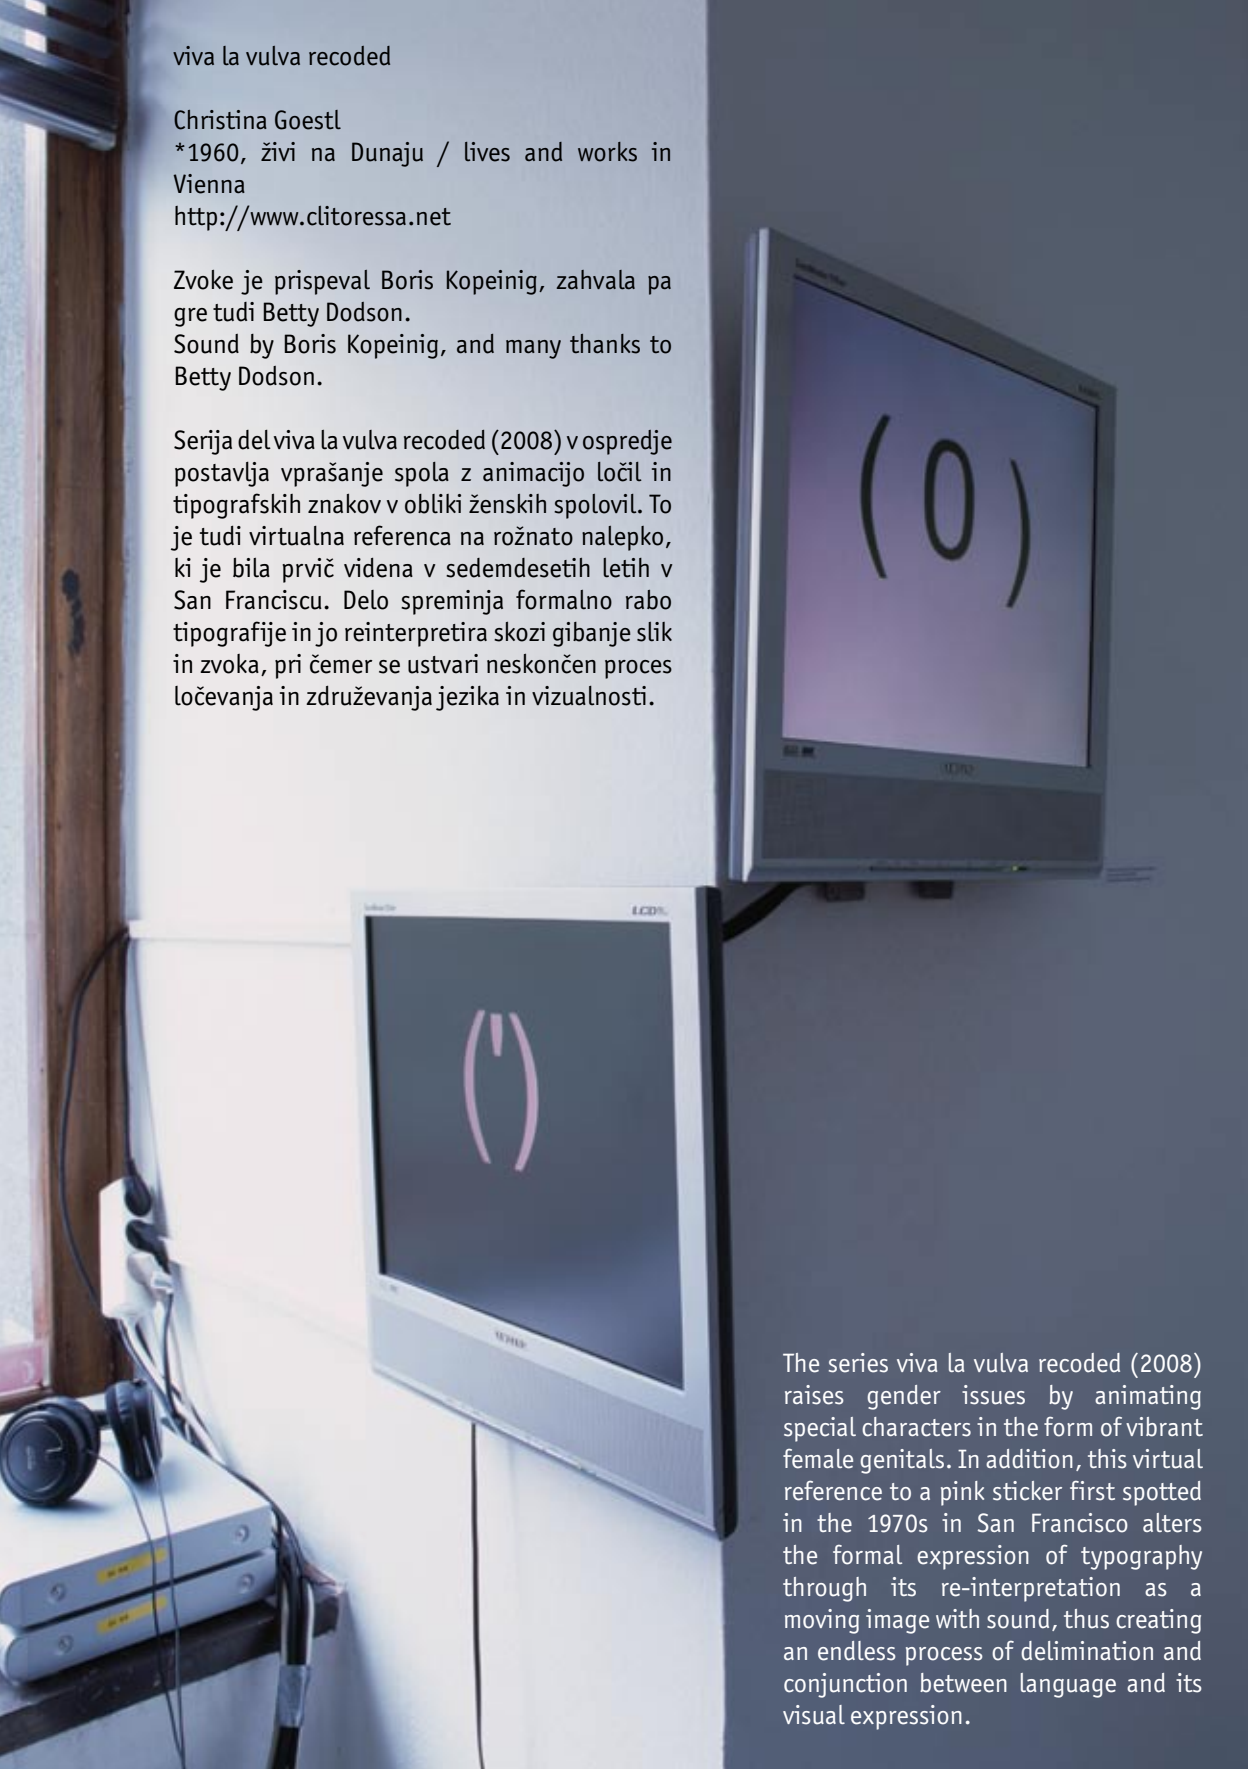 viva la vulva recoded
Christina Goestl
*1960, živi na Dunaju / lives and works in
Vienna
http://www.clitoressa.net
Zvoke je prispeval Boris Kopeinig, zahvala pa
gre tudi Betty Dodson.
Sound by Boris Kopeinig, and many thanks to
Betty Dodson.
Serija del viva la vulva recoded (2008) v ospredje
postavlja vprašanje spola z animacijo ločil in
tipografskih znakov v obliki ženskih spolovil. To
je tudi virtualna referenca na rožnato nalepko,
ki je bila prvič videna v sedemdesetih letih v
San Franciscu. Delo spreminja formalno rabo
tipografije in jo reinterpretira skozi gibanje slik
in zvoka, pri čemer se ustvari neskončen proces
ločevanja in združevanja jezika in vizualnosti.
( 0 )
LCD
(')
The series viva la vulva recoded (2008)
raises gender issues by animating
special characters in the form of vibrant
female genitals. In addition, this virtual
reference to a pink sticker first spotted
in the 1970s in San Francisco alters
the formal expression of typography
through its re-interpretation as a
moving image with sound, thus creating
an endless process of delimination and
conjunction between language and its
visual expression.